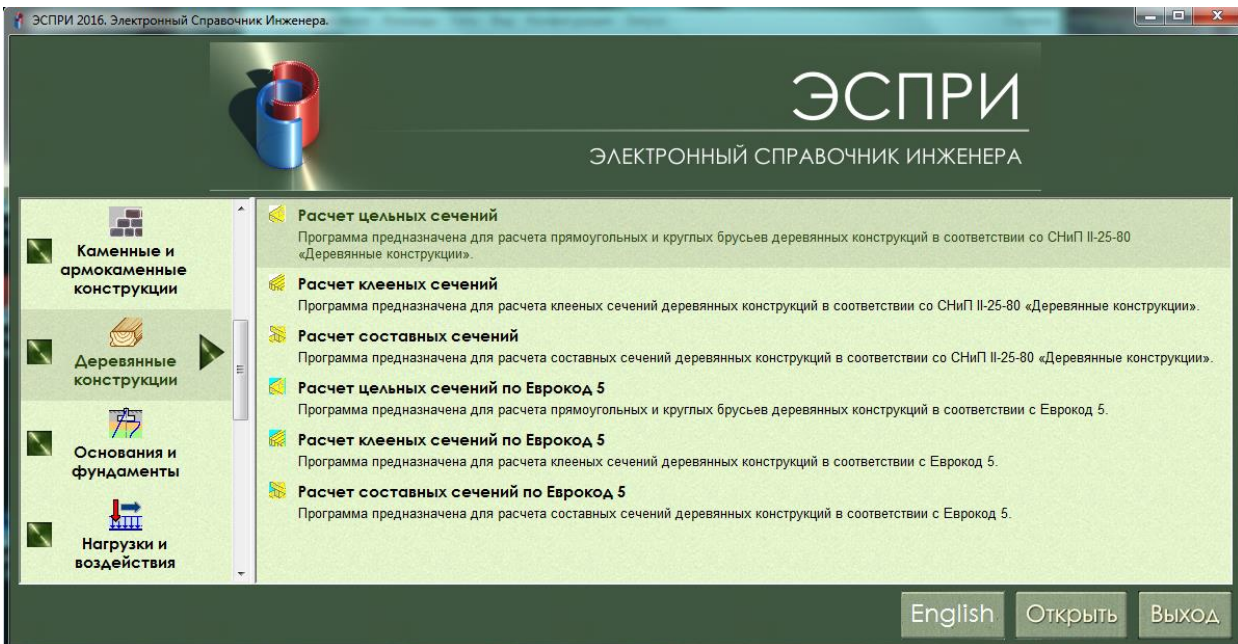 ЭСПРИ 2016. Электронный Справочник Инженера.
ЭСПРИ
ЭЛЕКТРОННЫЙ СПРАВОЧНИК ИНЖЕНЕРА
Каменные и
армокаменные
конструкции
Деревянные
конструкции
Основания и
фундаменты
Нагрузки и
воздействия
Расчет цельных сечений
Программа предназначена для расчета прямоугольных и круглых брусьев деревянных конструкций в соответствии со СНиП II-25-80
«Деревянные конструкции».
Расчет клееных сечений
Программа предназначена для расчета клееных сечений деревянных конструкций в соответствии со СНиП II-25-80 «Деревянные конструкции».
Расчет составных сечений
Программа предназначена для расчета составных сечений деревянных конструкций в соответствии со СНиП II-25-80 «Деревянные конструкции».
Расчет цельных сечений по Еврокод 5
Программа предназначена для расчета прямоугольных и круглых брусьев деревянных конструкций в соответствии с Еврокод 5.
Расчет клееных сечений по Еврокод 5
Программа предназначена для расчета клееных сечений деревянных конструкций в соответствии с Еврокод 5.
Расчет составных сечений по Еврокод 5
Программа предназначена для расчета составных сечений деревянных конструкций в соответствии с Еврокод 5.
English
Открыть
Выход